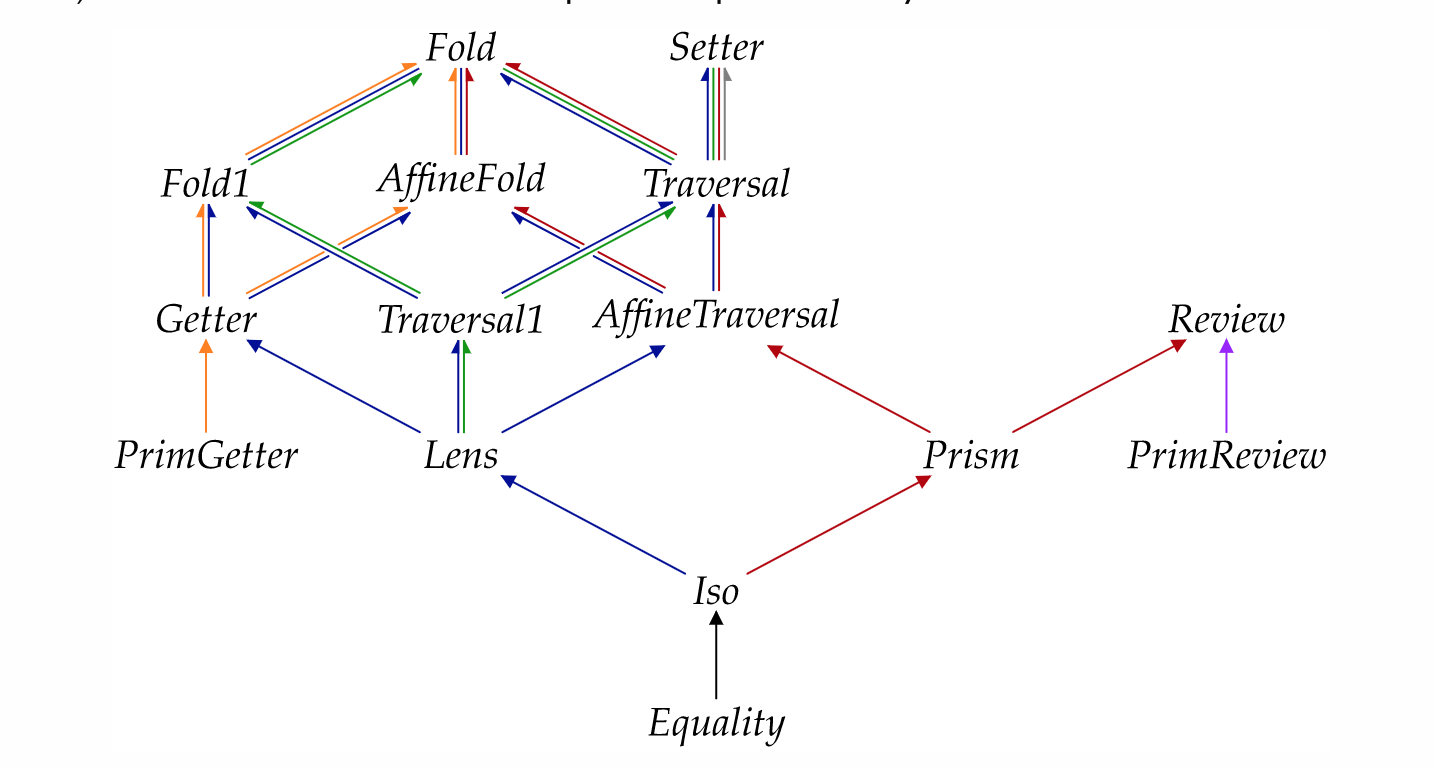 Fold Setter
Fold1 AffineFold Traversal
Getter Traversal1 AffineTraversal Review
PrimGetter Lens Prism PrimReview
Iso
Equality